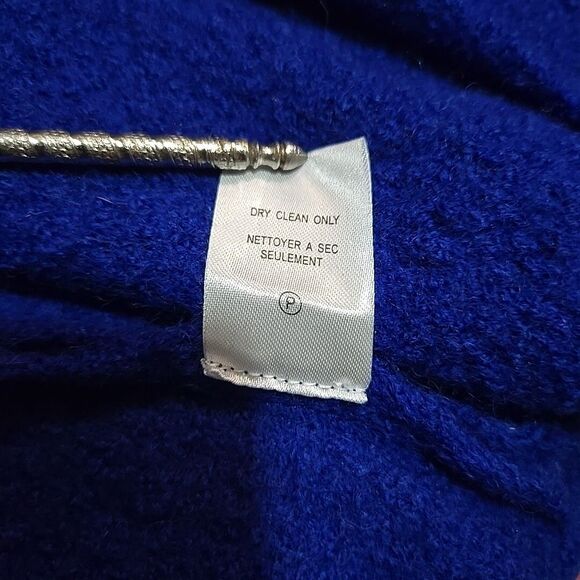 DRY CLEAN ONLY
NETTOYER A SEC
SEULEMENT
P